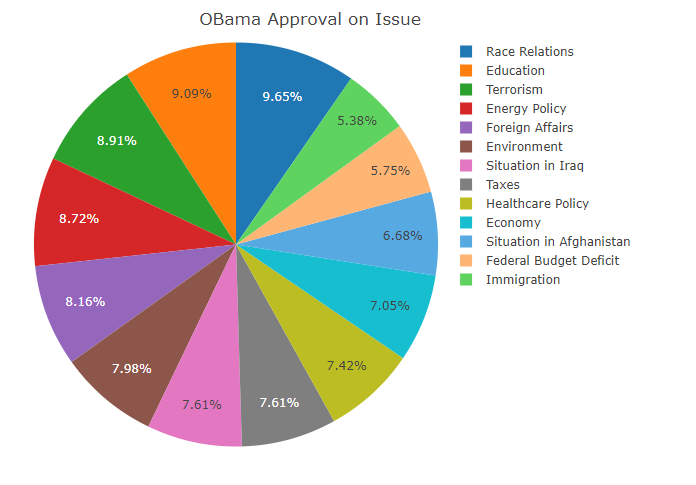 OBama Approval on Issue
9.65%
9.09%
5.38%
8.91%
5.75%
8.72%
6.68%
8.16%
7.05%
7.98%
7.42%
7.61%
7.61%
Race Relations
Education
Terrorism
Energy Policy
Foreign Affairs
Environment
Situation in Iraq
Taxes
Healthcare Policy
Economy
Situation in Afghanistan
Federal Budget Deficit
Immigration